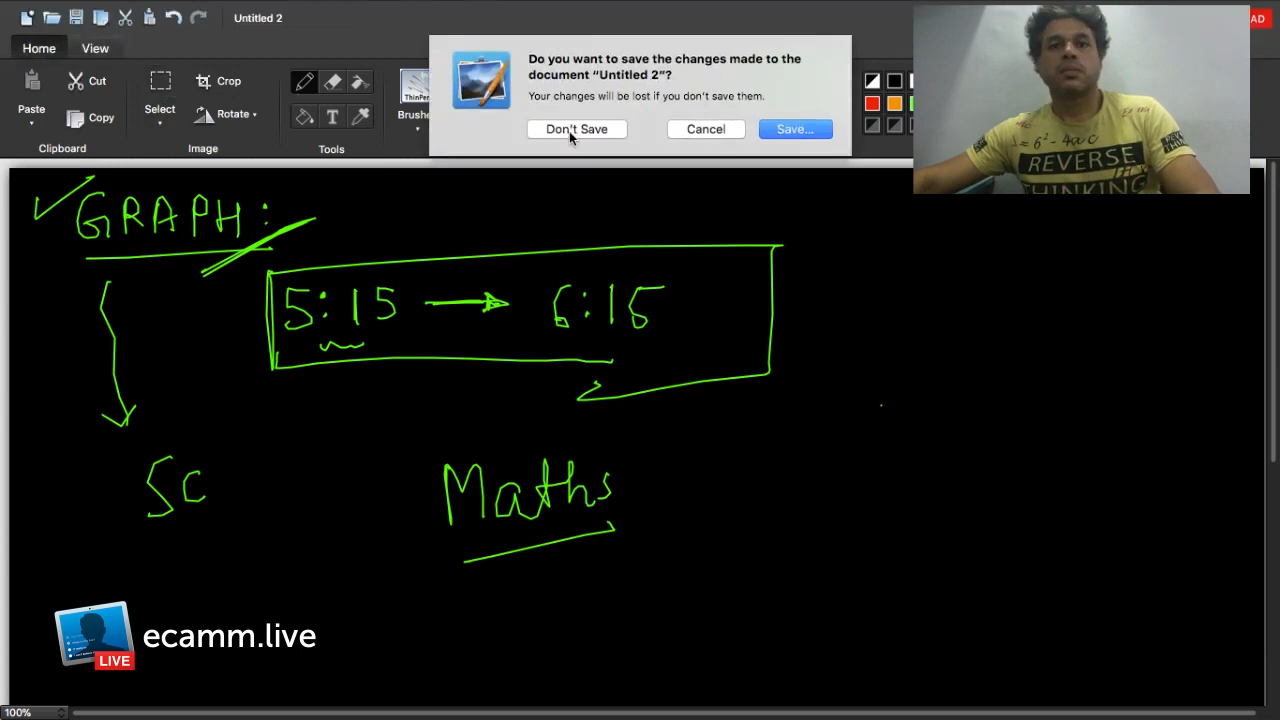 Untitled 2
AD
Home View
Do you want to save the changes made to the
document “Untitled 2”?
Your changes will be lost if you don’t save them.
Don’t Save Cancel Save...
Paste Cut Copy
Select Crop Rotate
Clipboard Image Tools
REVERSE
THINKING
GRAPH:
5:15 → 6:15
Sc
Maths
ecamm.live
LIVE
100%